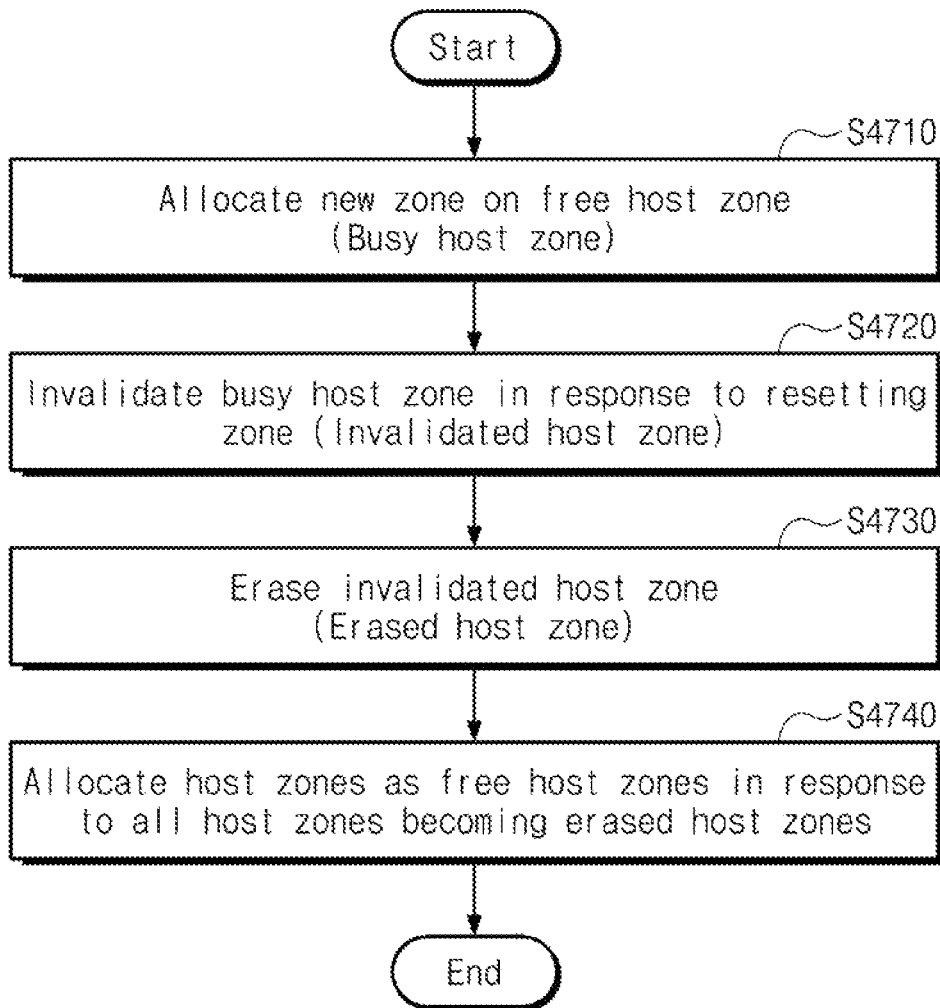 Start
S4710
Allocate new zone on free host zone
(Busy host zone)
S4720
Invalidate busy host zone in response to resetting
zone (Invalidated host zone)
S4730
Erase invalidated host zone
(Erased host zone)
S4740
Allocate host zones as free host zones in response
to all host zones becoming erased host zones
End